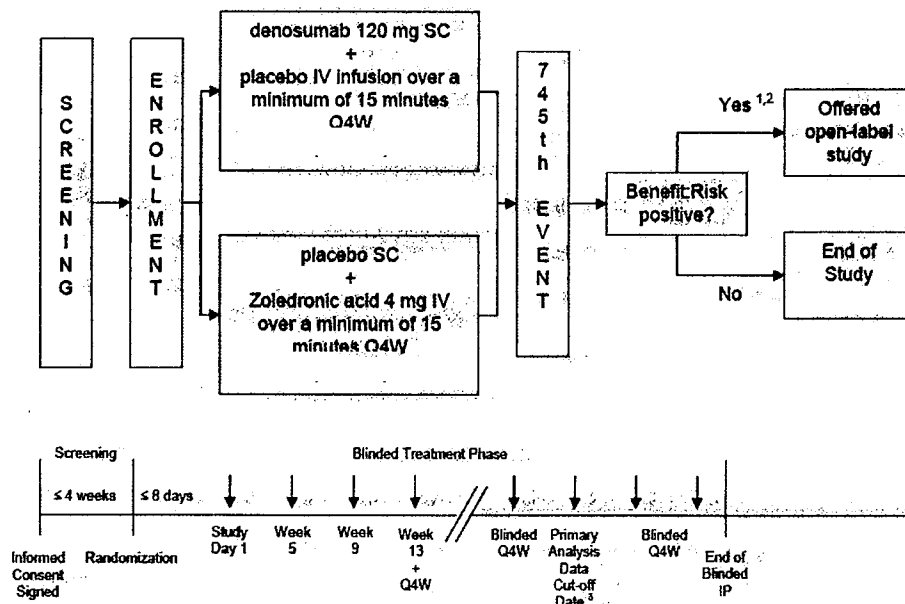 SCREENING
ENROLLMENT
denosumab 120 mg SC
+
placebo IV infusion over a
minimum of 15 minutes
Q4W
placebo SC
+
Zoledronic acid 4 mg IV
over a minimum of 15
minutes Q4W
745th EVENT
Benefit:Risk
positive?
Yes 1,2
No
Offered
open-label
study
End of
Study
Screening
Blinded Treatment Phase
≤ 4 weeks
≤ 8 days
Informed
Consent
Signed
Randomization
Study
Day 1
Week
5
Week
9
Week
13
+
Q4W
Blinded
Q4W
Primary
Analysis
Data
Cut-off
Date 3
Blinded
Q4W
End of
Blinded
IP